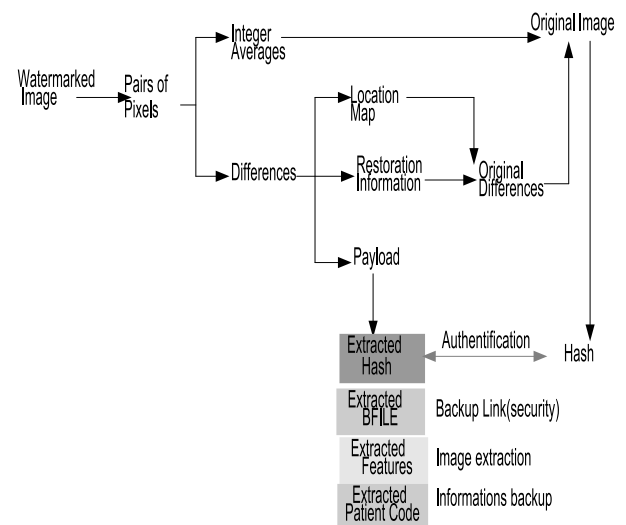 Original Image
Integer
Averages
Watermarked
Image
Pairs of
Pixels
Location
Map
Differences
Restoration
Information
Original
Differences
Payload
Extracted
Hash
Authentification
Hash
Extracted
BFILE
Backup Link(security)
Extracted
Features
Image extraction
Extracted
Patient Code
Informations backup